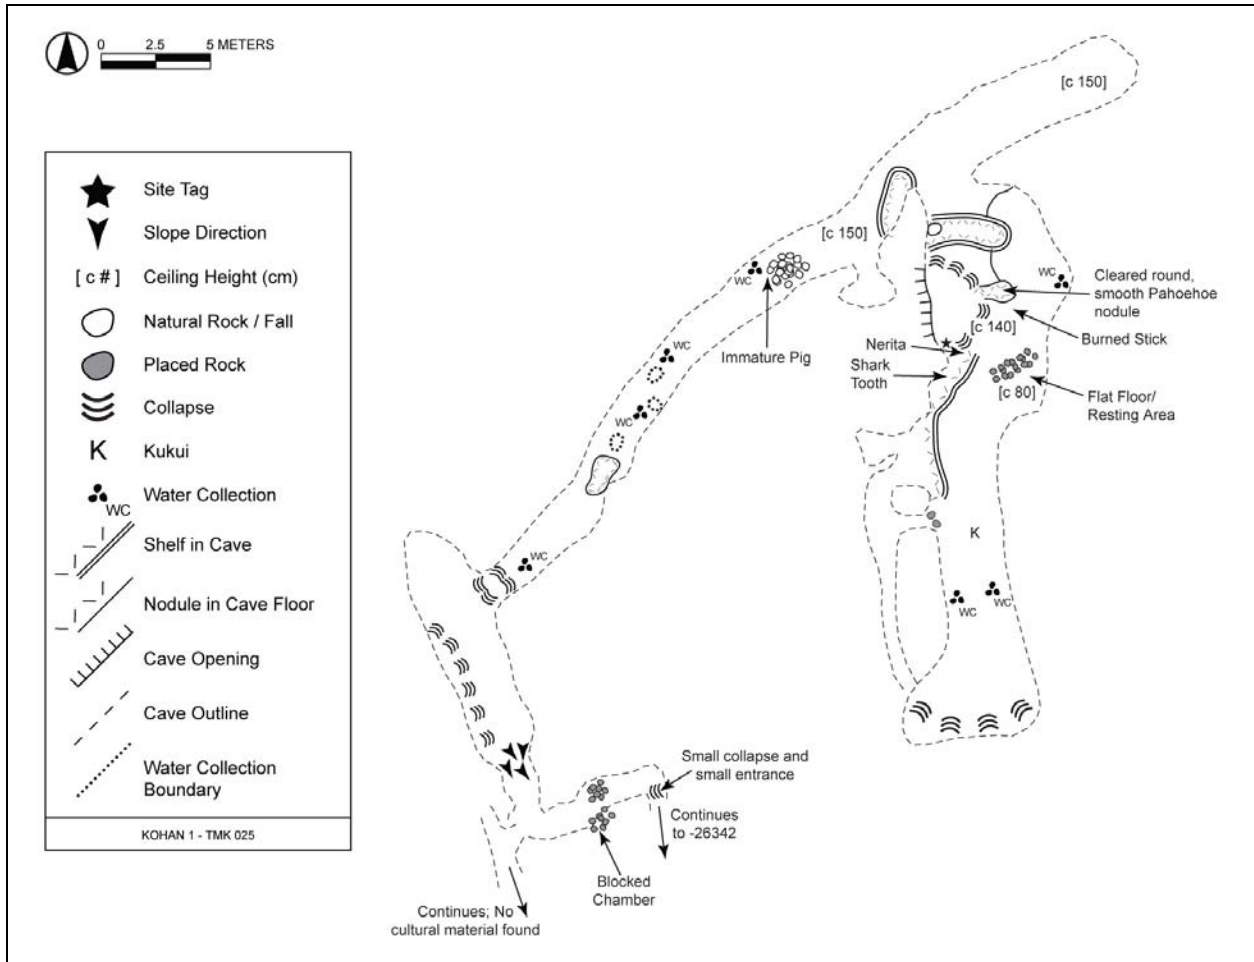 0 2.5 5 METERS
Site Tag
Slope Direction
[ c # ] Ceiling Height (cm)
Natural Rock / Fall
Placed Rock
Collapse
K Kukui
WC Water Collection
Shelf in Cave
Nodule in Cave Floor
Cave Opening
Cave Outline
Water Collection
Boundary
KOHAN 1 - TMK 025
[c 150]
[c 150]
WC
Immature Pig
WC
WC
WC
WC
Cleared round,
smooth Pahoehoe
nodule
[c 140]
Burned Stick
Nerita
Shark
Tooth
[c 80]
Flat Floor/
Resting Area
K
WC
WC
Small collapse and
small entrance
Continues
to -26342
Blocked
Chamber
Continues; No
cultural material found